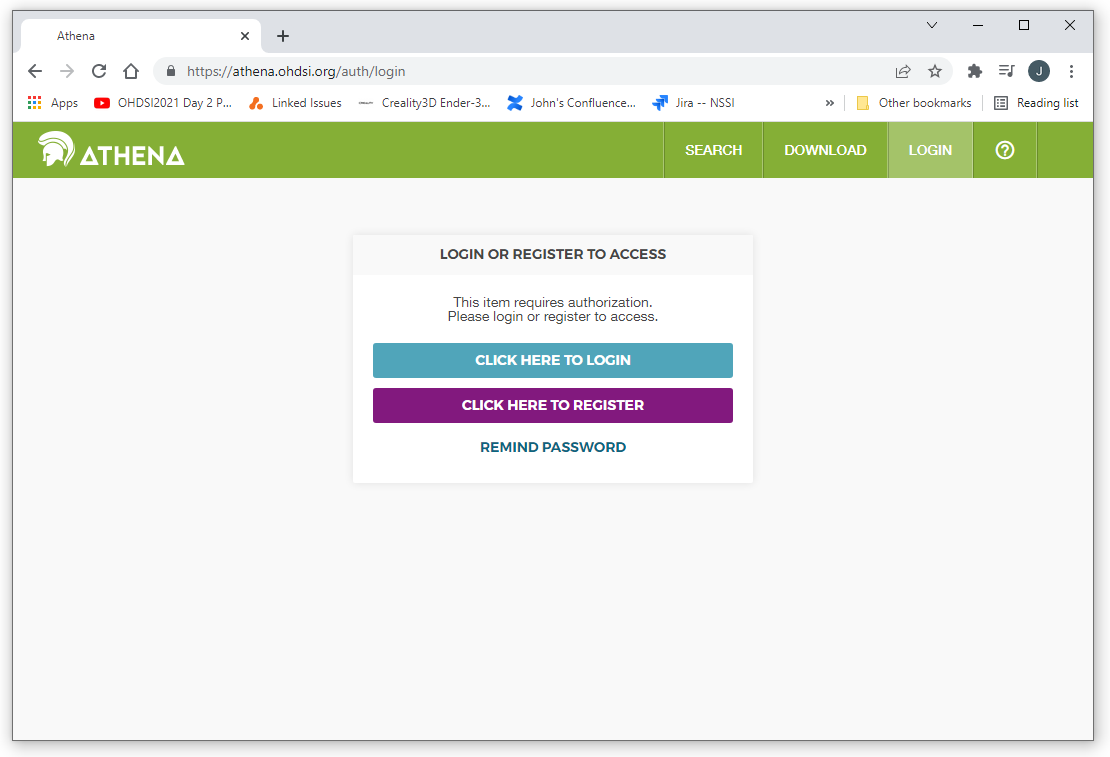 Athena
https://athena.ohdsi.org/auth/login
J
Apps
OHDSI2021 Day 2 P...
Linked Issues
Creality3D Ender-3...
John's Confluence...
Jira -- NSSI
»
Other bookmarks
Reading list
ATHENA
SEARCH
DOWNLOAD
LOGIN
?
LOGIN OR REGISTER TO ACCESS
This item requires authorization.
Please login or register to access.
CLICK HERE TO LOGIN
CLICK HERE TO REGISTER
REMIND PASSWORD